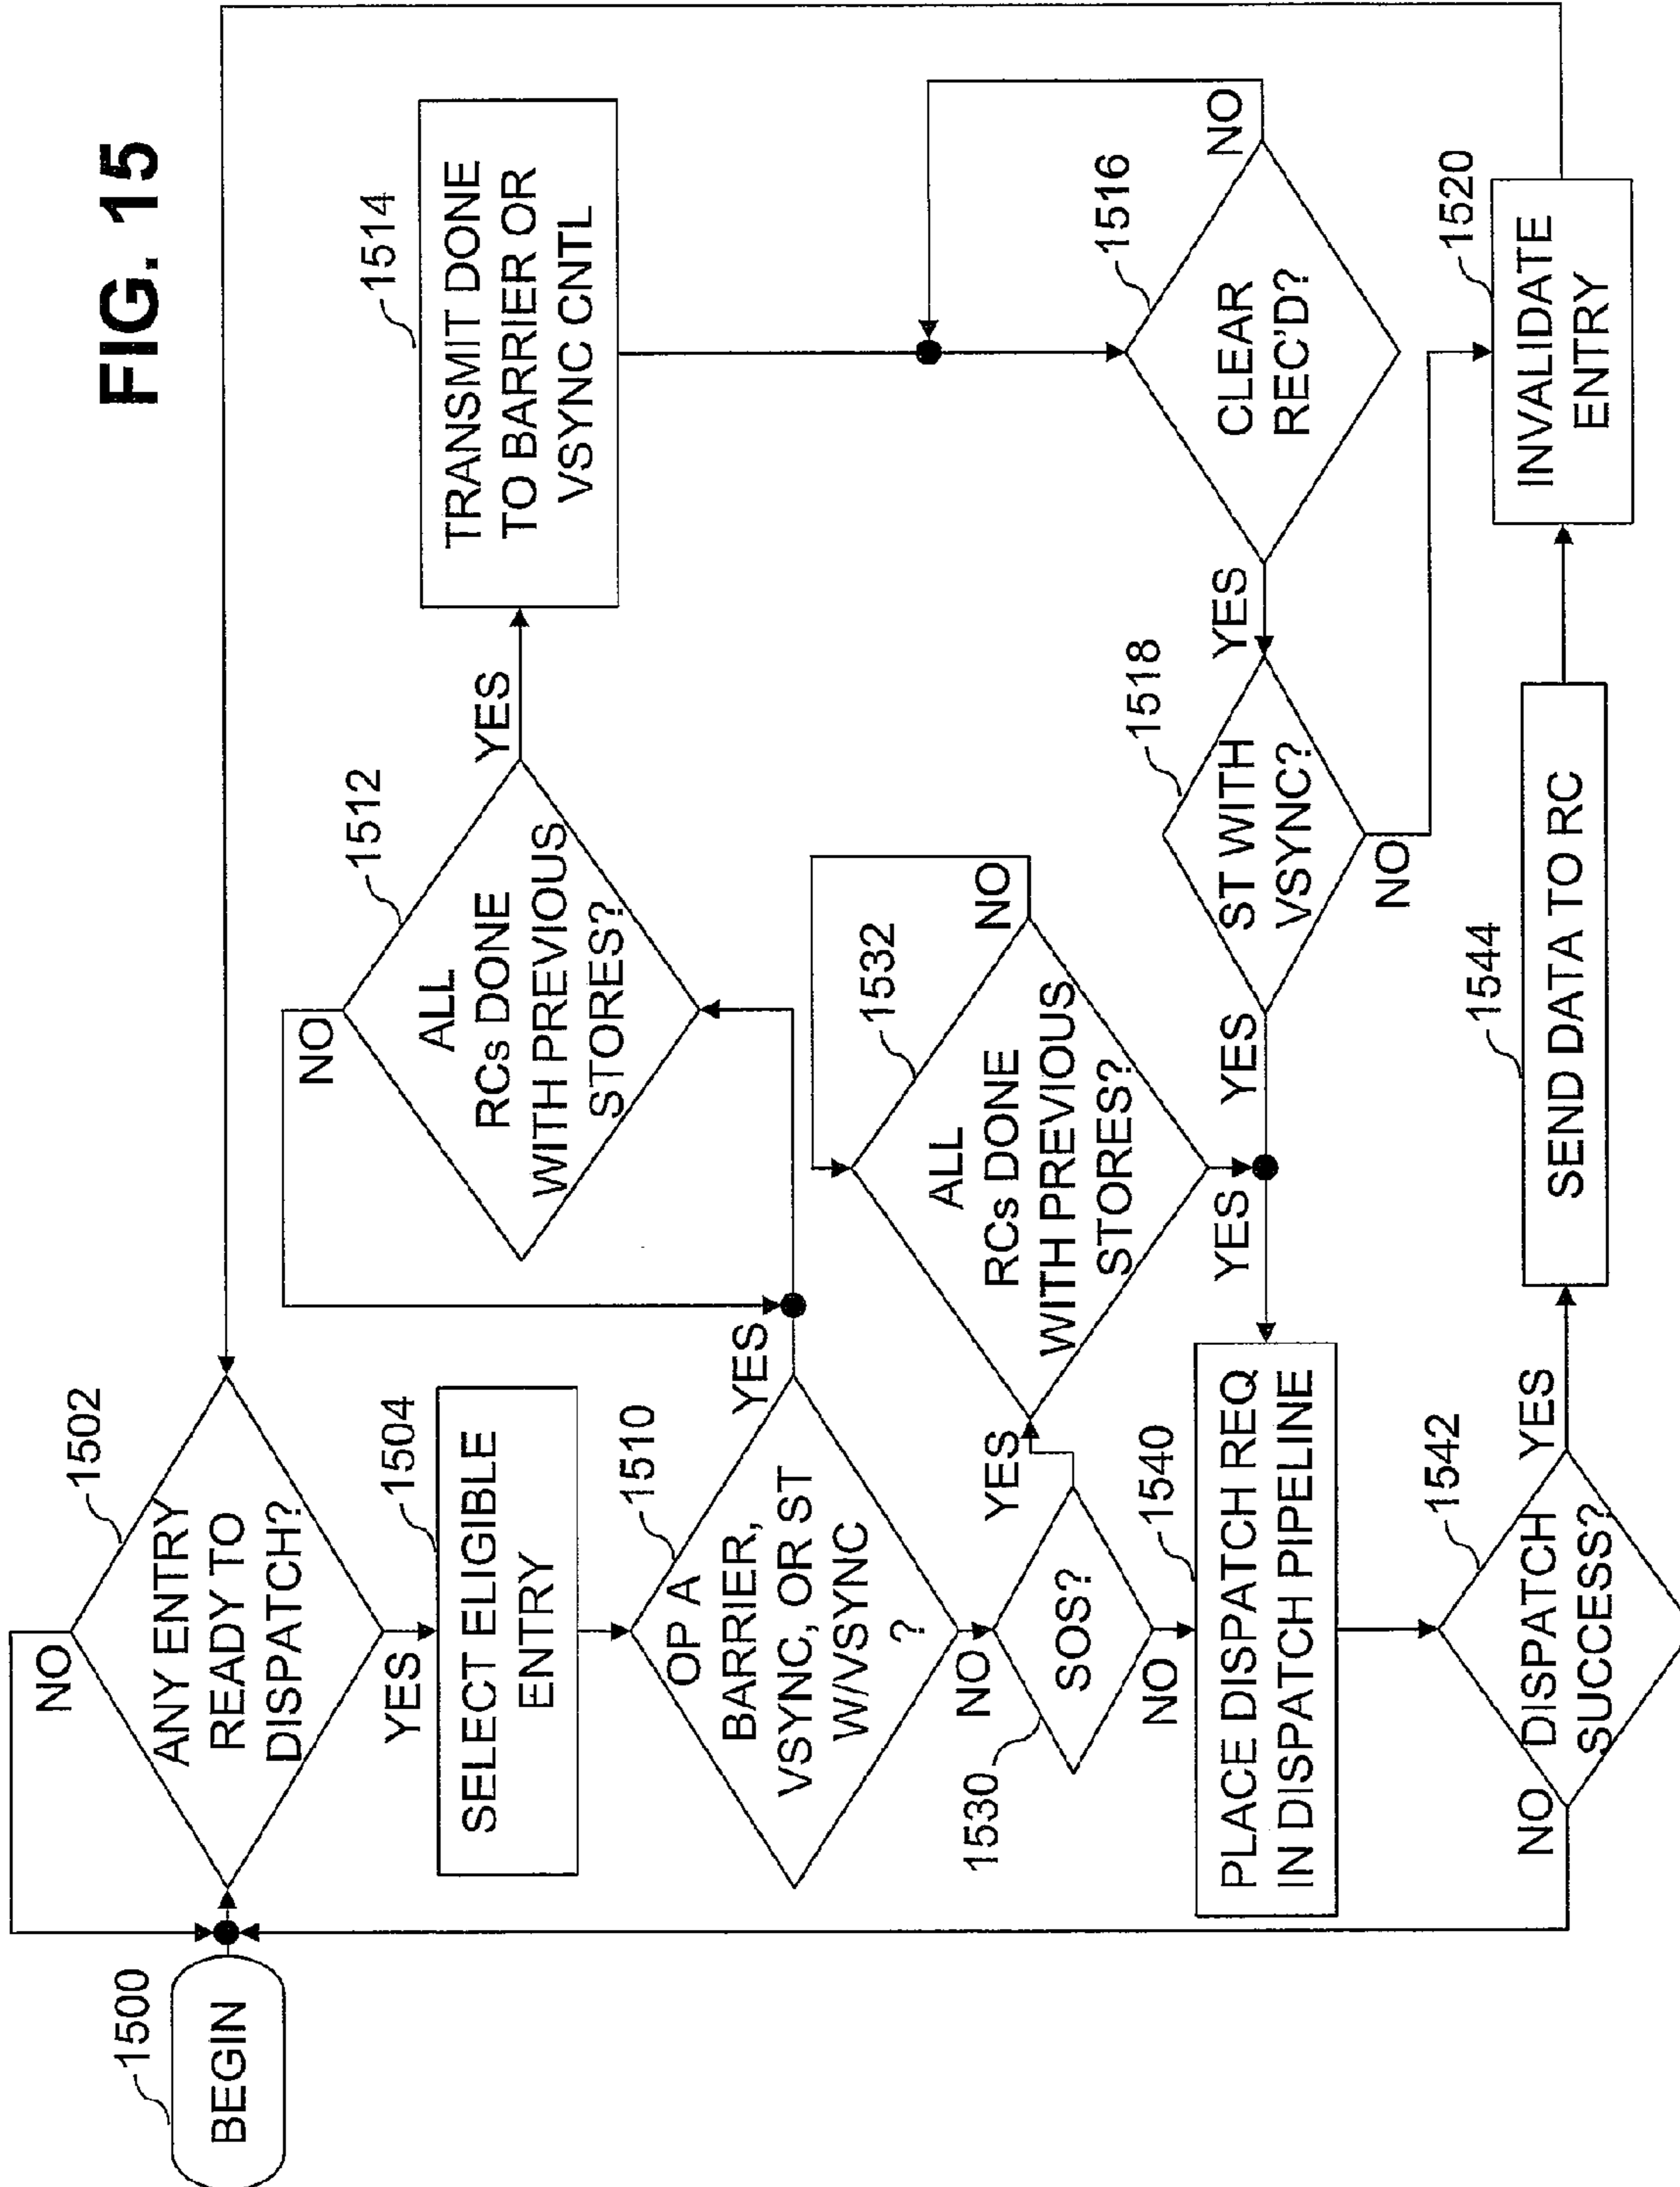 FIG. 15
1500
BEGIN
1502
ANY ENTRY
READY TO
DISPATCH?
NO
YES
1504
SELECT ELIGIBLE
ENTRY
1510
OP A
BARRIER,
VSYNC, OR ST
W/VSYNC
?
YES
NO
1512
ALL
RCs DONE
WITH PREVIOUS
STORES?
NO
YES
1514
TRANSMIT DONE
TO BARRIER OR
VSYNC CNTL
1516
CLEAR
REC'D?
NO
YES
1518
ST WITH
VSYNC?
YES
NO
1520
INVALIDATE
ENTRY
1530
SOS?
YES
NO
1532
ALL
RCs DONE
WITH PREVIOUS
STORES?
NO
YES
1540
PLACE DISPATCH REQ
IN DISPATCH PIPELINE
1542
DISPATCH
SUCCESS?
NO
YES
1544
SEND DATA TO RC